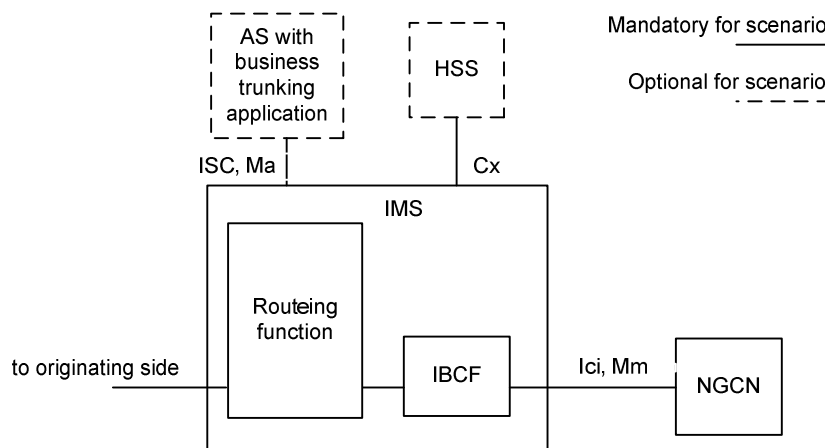 AS with
business
trunking
application
HSS
Mandatory for scenario
Optional for scenario
ISC, Ma
Cx
IMS
Routeing
function
to originating side
IBCF
Ici, Mm
NGCN